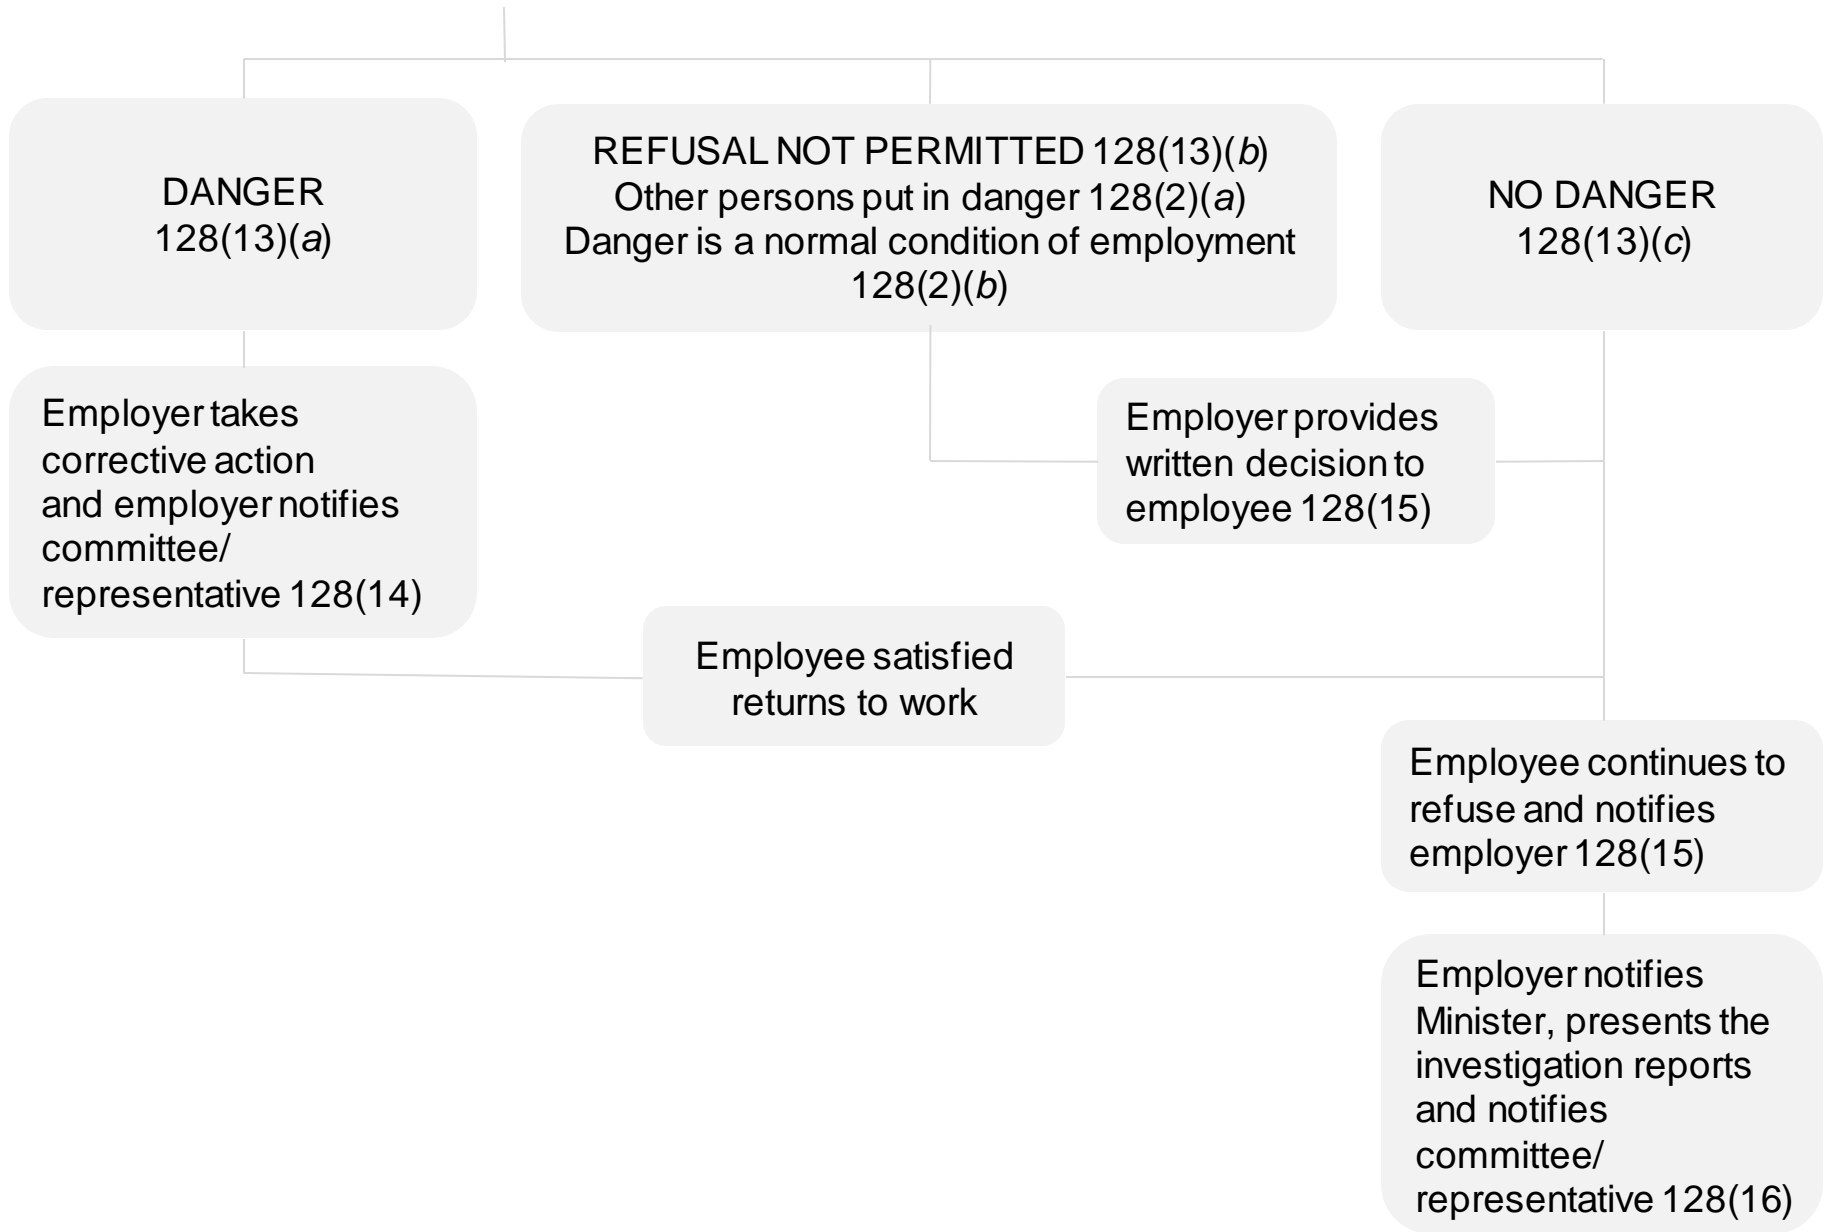 DANGER
128(13)(a)
REFUSAL NOT PERMITTED 128(13)(b)
Other persons put in danger 128(2)(a)
Danger is a normal condition of employment
128(2)(b)
NO DANGER
128(13)(c)
Employer takes
corrective action
and employer notifies
committee/
representative 128(14)
Employer provides
written decision to
employee 128(15)
Employee satisfied
returns to work
Employee continues to
refuse and notifies
employer 128(15)
Employer notifies
Minister, presents the
investigation reports
and notifies
committee/
representative 128(16)